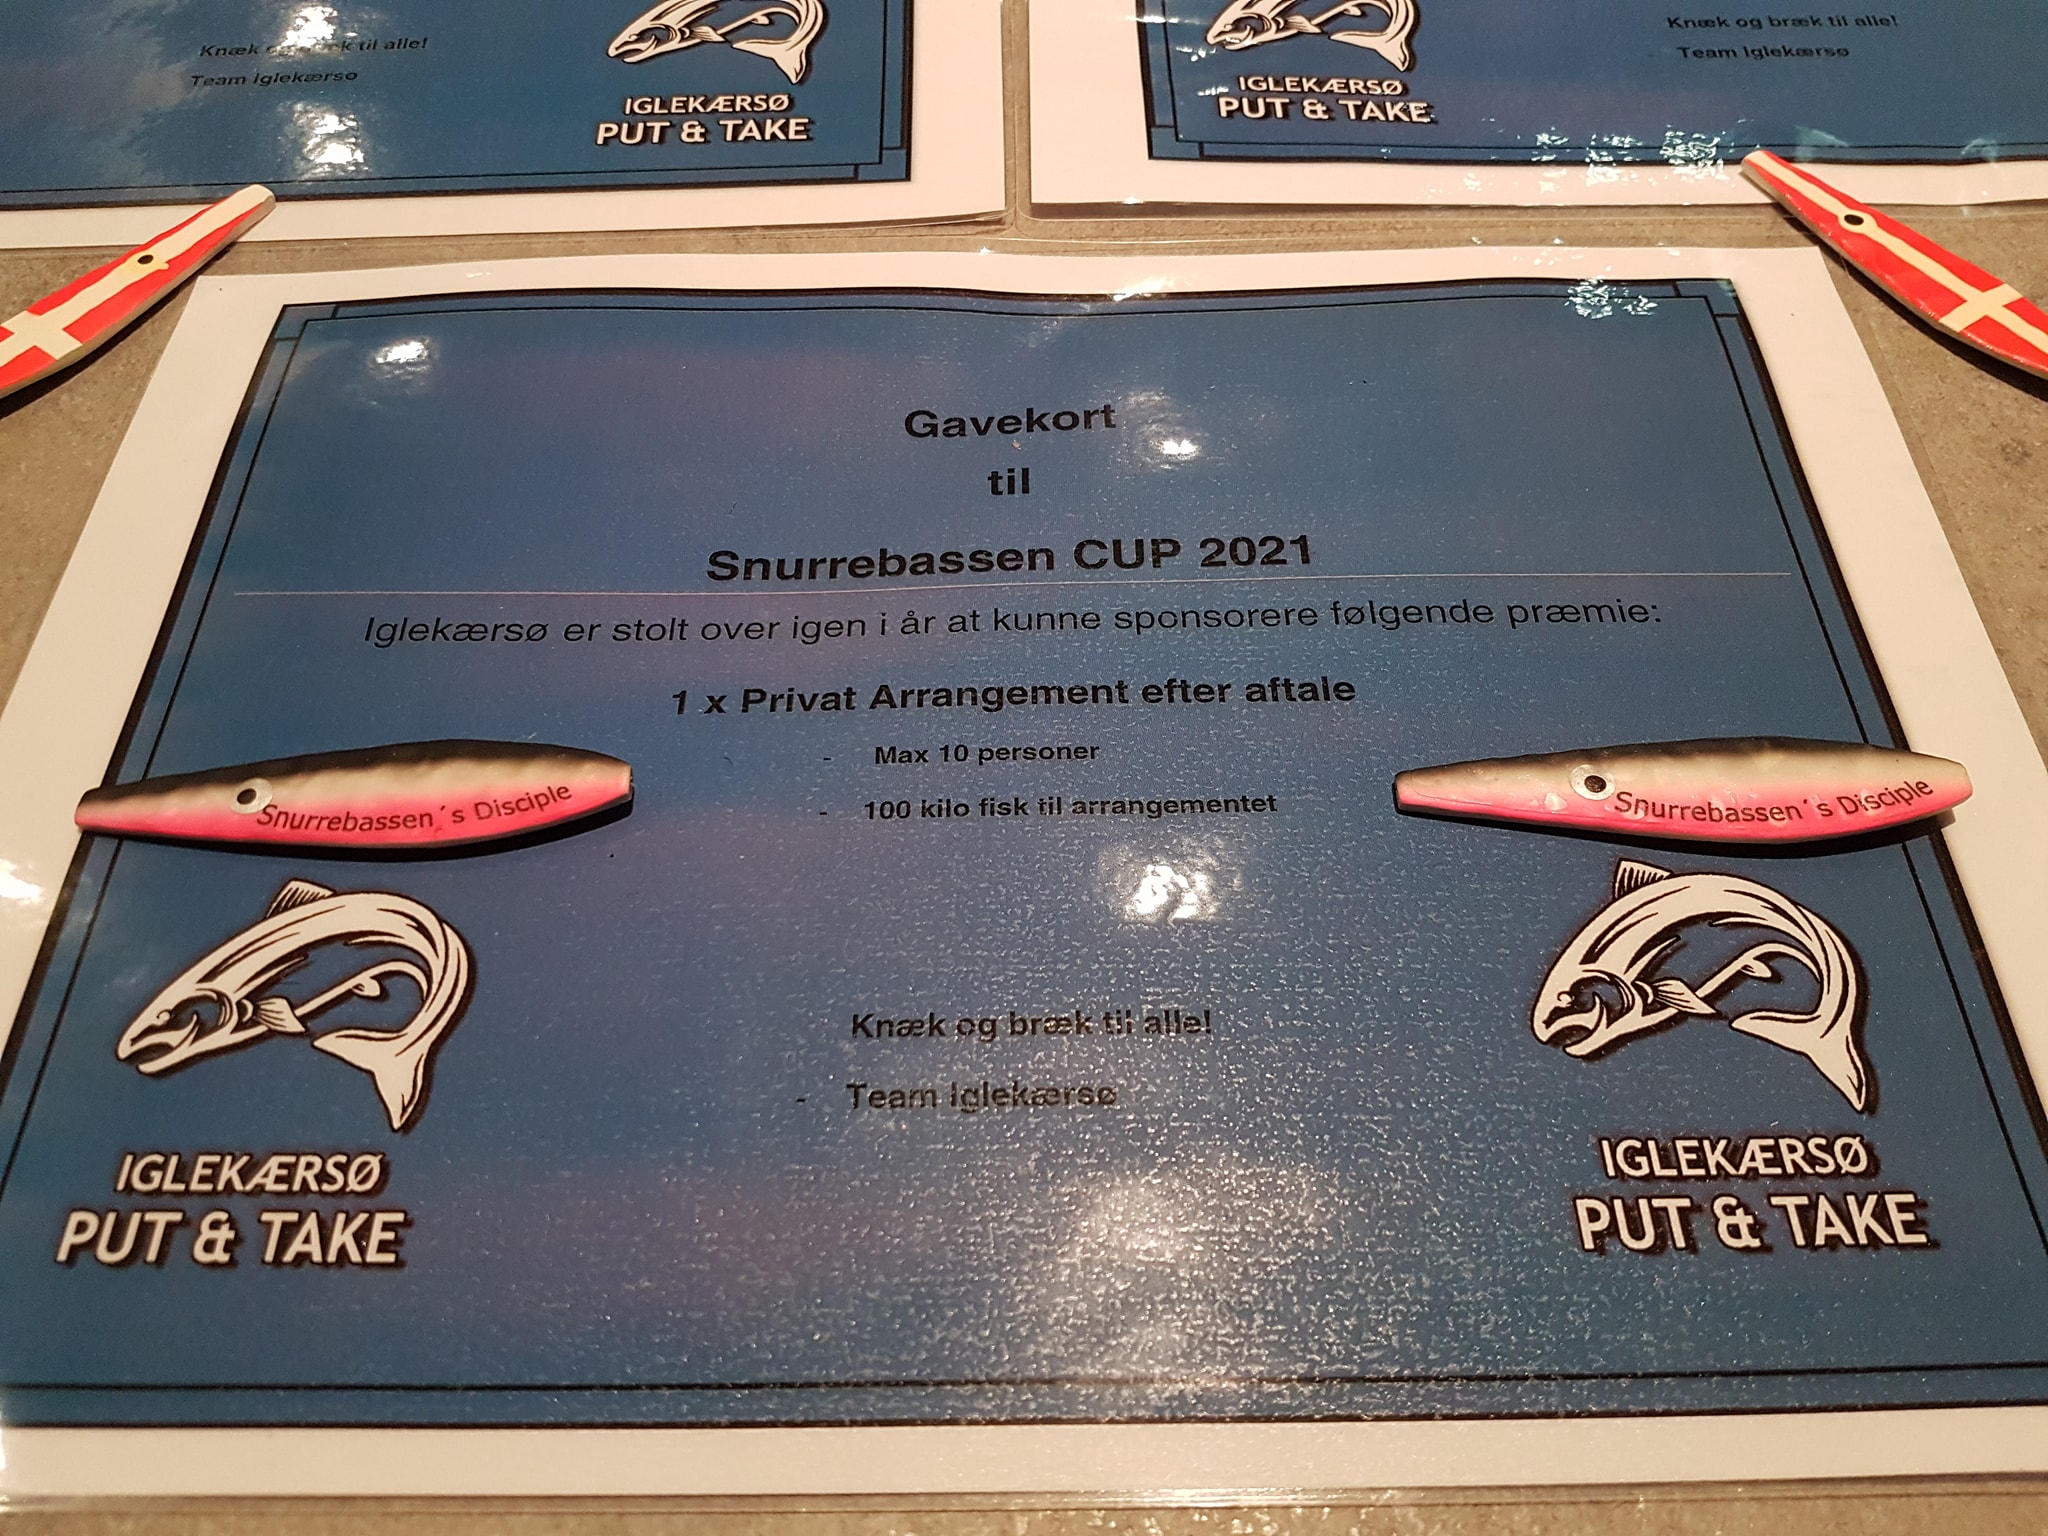 Knæk og bræk til alle!
Team Iglekærsø
IGLEKÆRSØ
PUT & TAKE
IGLEKÆRSØ
PUT & TAKE
Knæk og bræk til alle!
Team Iglekærsø
Gavekort
til
Snurrebassen CUP 2021
Iglekærsø er stolt over igen i år at kunne sponsorere følgende præmie:
1 x Privat Arrangement efter aftale
- Max 10 personer
- 100 kilo fisk til arrangementet
Snurrebassen´s Disciple
Snurrebassen´s Disciple
Knæk og bræk til alle!
- Team Iglekærsø
IGLEKÆRSØ
PUT & TAKE
IGLEKÆRSØ
PUT & TAKE